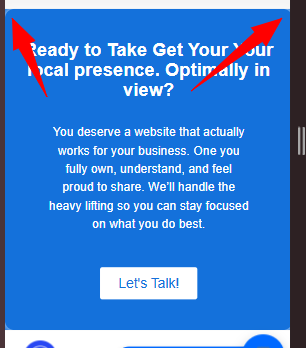 Ready to Take Get Your Your
local presence. Optimally in
view?
You deserve a website that actually
works for your business. One you
fully own, understand, and feel
proud to share. We'll handle the
heavy lifting so you can stay focused
on what you do best.
Let's Talk!